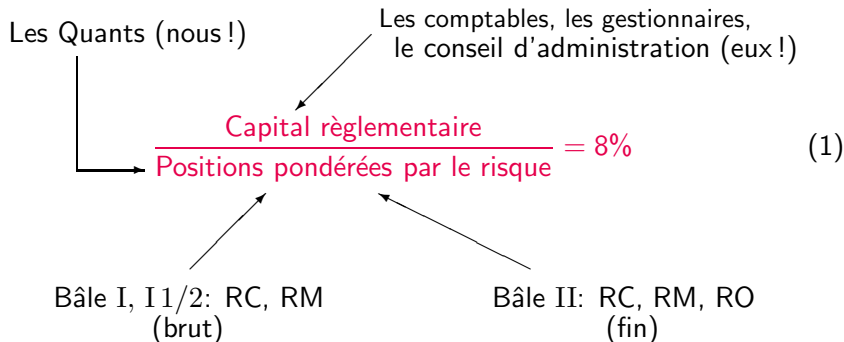 Les Quants (nous !)
Les comptables, les gestionnaires,
le conseil d'administration (eux !)
Capital règlementaire
Positions pondérées par le risque
= 8%
(1)
Bâle I, I 1/2: RC, RM
(brut)
Bâle II: RC, RM, RO
(fin)